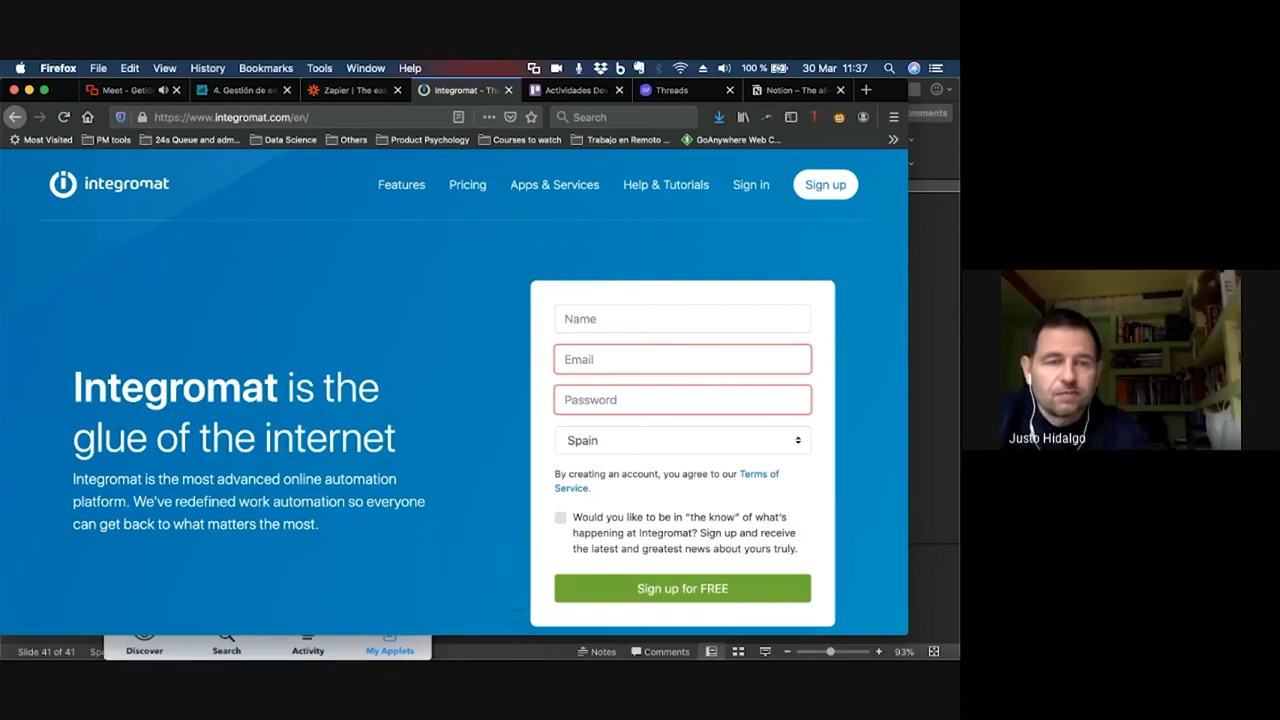 Firefox File Edit View History Bookmarks Tools Window Help 100 % 30 Mar 11:37
Meet - Gesti 4. Gestión de en Zapier | The eas Integromat - The Actividades Dev Threads Notion – The all-
https://www.integromat.com/en/ Search
Most Visited PM tools 24s Queue and adm... Data Science Others Product Psychology Courses to watch Trabajo en Remoto ... GoAnywhere Web C...
omments
integromat Features Pricing Apps & Services Help & Tutorials Sign in Sign up
Name
Email
Password
Spain
Integromat is the
glue of the internet
Integromat is the most advanced online automation
platform. We've redefined work automation so everyone
can get back to what matters the most.
By creating an account, you agree to our Terms of
Service.
Would you like to be in “the know” of what's
happening at Integromat? Sign up and receive
the latest and greatest news about yours truly.
Sign up for FREE
Justo Hidalgo
Discover Search Activity My Applets
Slide 41 of 41 Notes Comments 93%